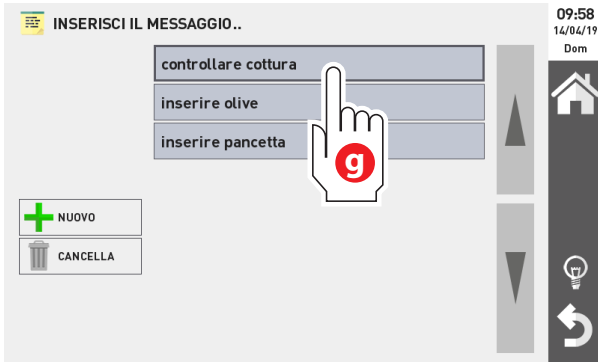 INSERISCI IL MESSAGGIO..
09:58
14/04/19
Dom
controllare cottura
inserire olive
inserire pancetta
g
NUOVO
CANCELLA